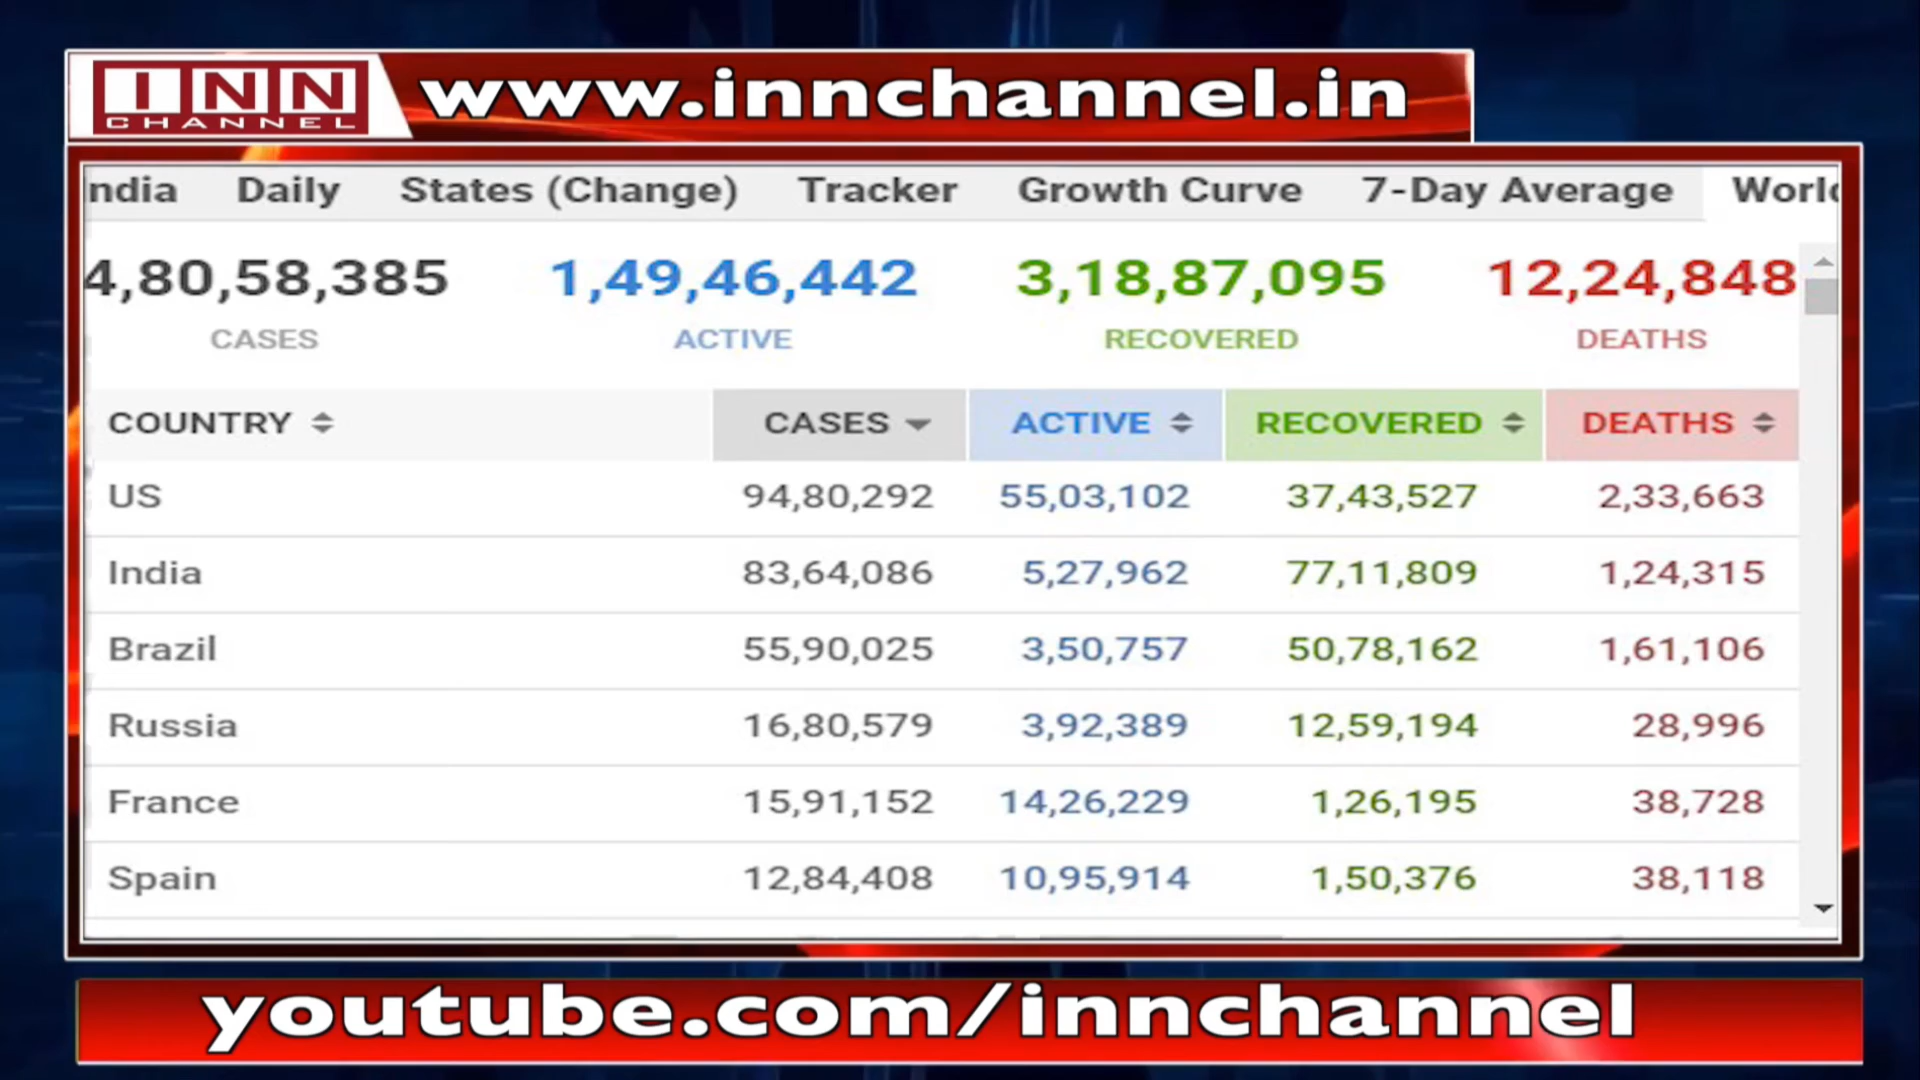 INN
CHANNEL
www.innchannel.in
ndia Daily States (Change) Tracker Growth Curve 7-Day Average World
4,80,58,385 1,49,46,442 3,18,87,095 12,24,848
CASES ACTIVE RECOVERED DEATHS
COUNTRY CASES ACTIVE RECOVERED DEATHS
US 94,80,292 55,03,102 37,43,527 2,33,663
India 83,64,086 5,27,962 77,11,809 1,24,315
Brazil 55,90,025 3,50,757 50,78,162 1,61,106
Russia 16,80,579 3,92,389 12,59,194 28,996
France 15,91,152 14,26,229 1,26,195 38,728
Spain 12,84,408 10,95,914 1,50,376 38,118
youtube.com/innchannel